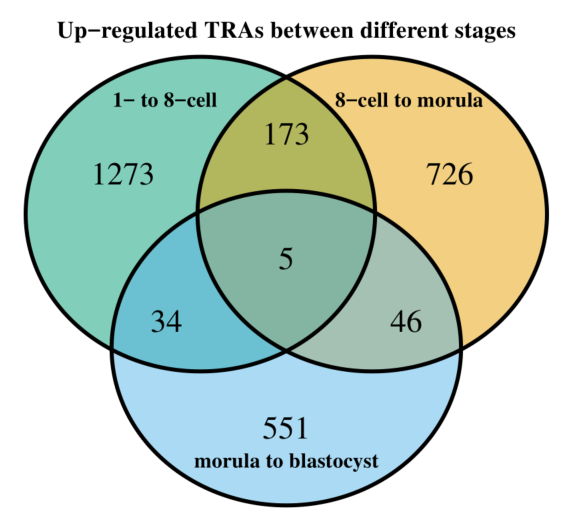 Up−regulated TRAs between different stages
1− to 8−cell
8−cell to morula
173
1273
726
5
34
46
551
morula to blastocyst